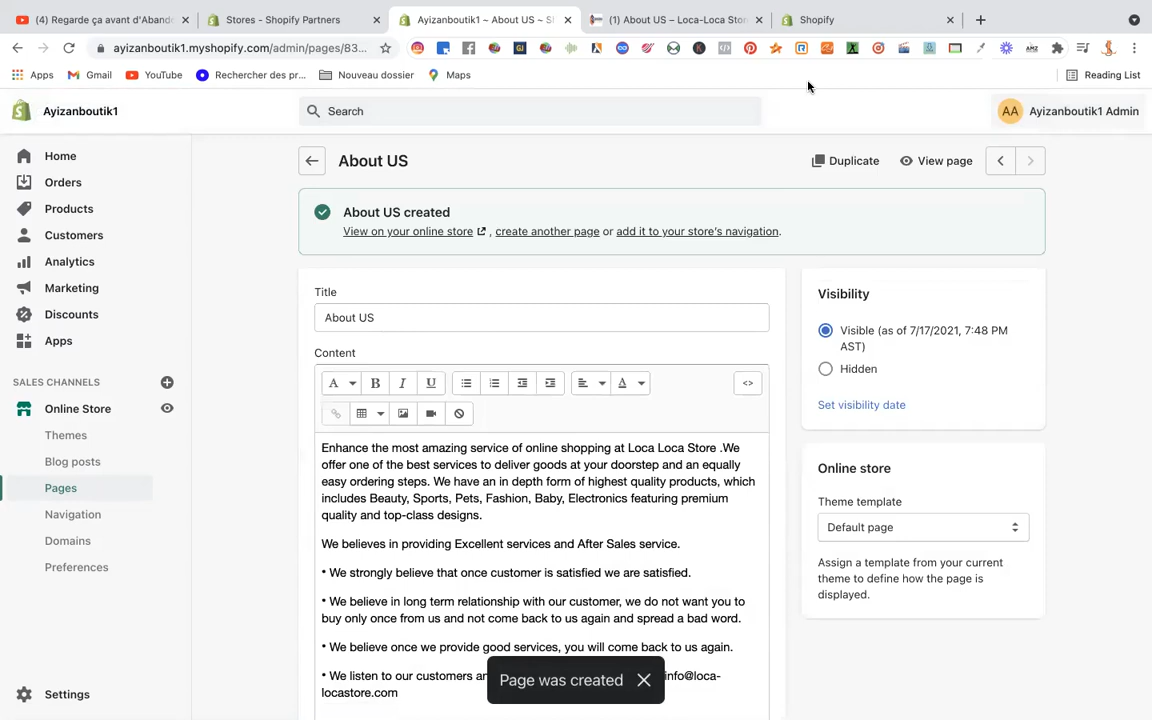 (4) Regarde ça avant d'Aband
Stores - Shopify Partners
Ayizanboutik1 ~ About US ~ S
(1) About US – Loca-Loca Stor
Shopify
ayizanboutik1.myshopify.com/admin/pages/83...
Apps
Gmail
YouTube
Rechercher des pr...
Nouveau dossier
Maps
Reading List
Ayizanboutik1
Search
AA
Ayizanboutik1 Admin
Home
Orders
Products
Customers
Analytics
Marketing
Discounts
Apps
SALES CHANNELS
Online Store
Themes
Blog posts
Pages
Navigation
Domains
Preferences
Settings
About US
Duplicate
View page
About US created
View on your online store , create another page or add it to your store's navigation.
Title
About US
Content
A B I U A <>
Enhance the most amazing service of online shopping at Loca Loca Store .We
offer one of the best services to deliver goods at your doorstep and an equally
easy ordering steps. We have an in depth form of highest quality products, which
includes Beauty, Sports, Pets, Fashion, Baby, Electronics featuring premium
quality and top-class designs.
We believes in providing Excellent services and After Sales service.
• We strongly believe that once customer is satisfied we are satisfied.
• We believe in long term relationship with our customer, we do not want you to
buy only once from us and not come back to us again and spread a bad word.
• We believe once we provide good services, you will come back to us again.
• We listen to our customers an info@loca-
locastore.com
Page was created
Visibility
Visible (as of 7/17/2021, 7:48 PM
AST)
Hidden
Set visibility date
Online store
Theme template
Default page
Assign a template from your current
theme to define how the page is
displayed.